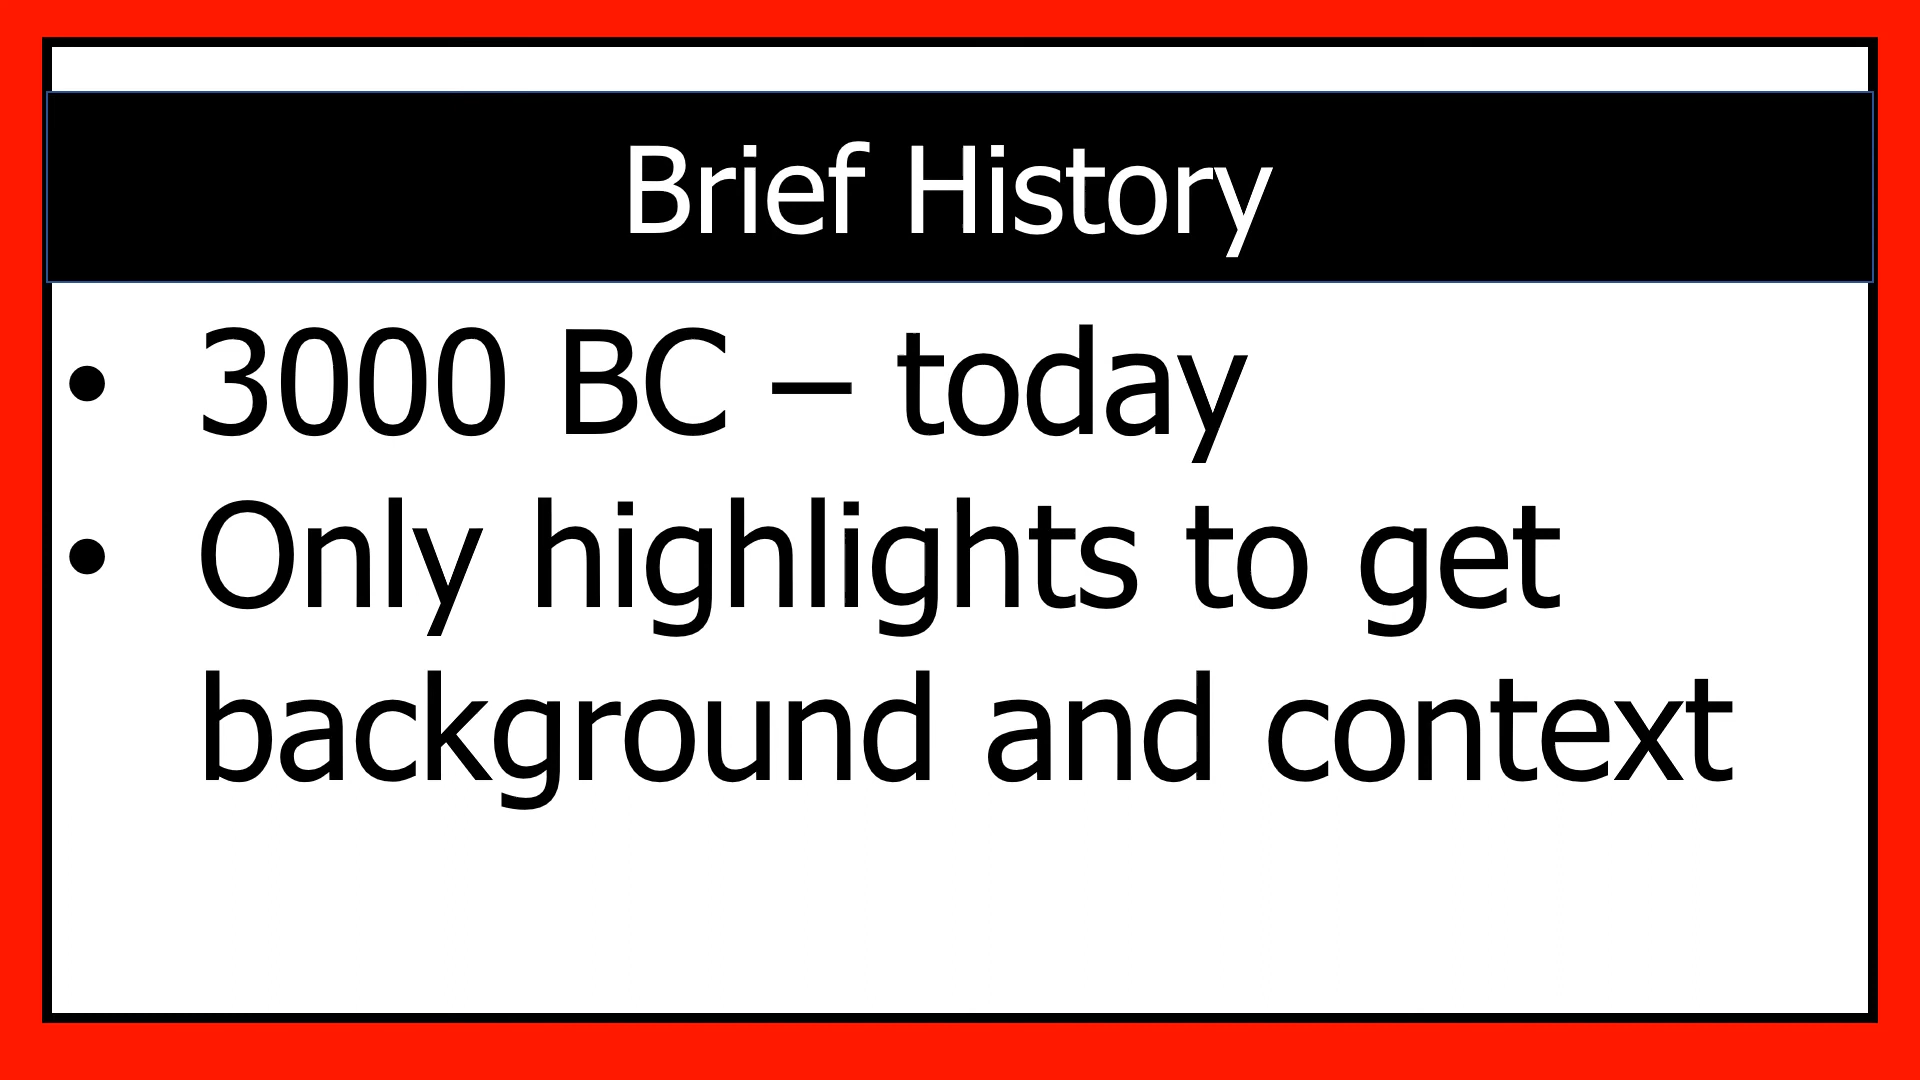 Brief History
• 3000 BC – today
• Only highlights to get
background and context